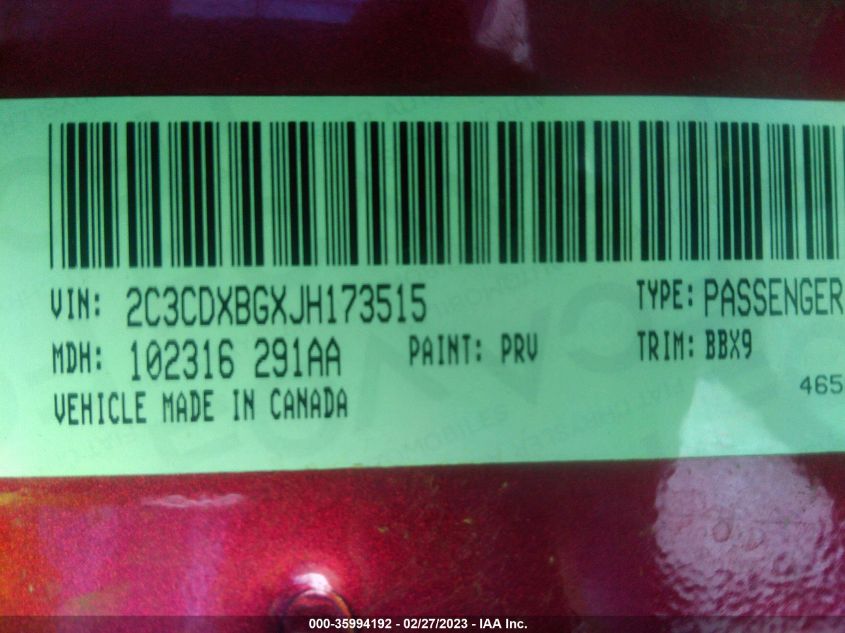 VIN: 2C3CDXBGXJH173515 TYPE: PASSENGER
MDH: 102316 291AA PAINT: PRV TRIM: BBX9
VEHICLE MADE IN CANADA 465
000-35994192 - 02/27/2023 - IAA Inc.